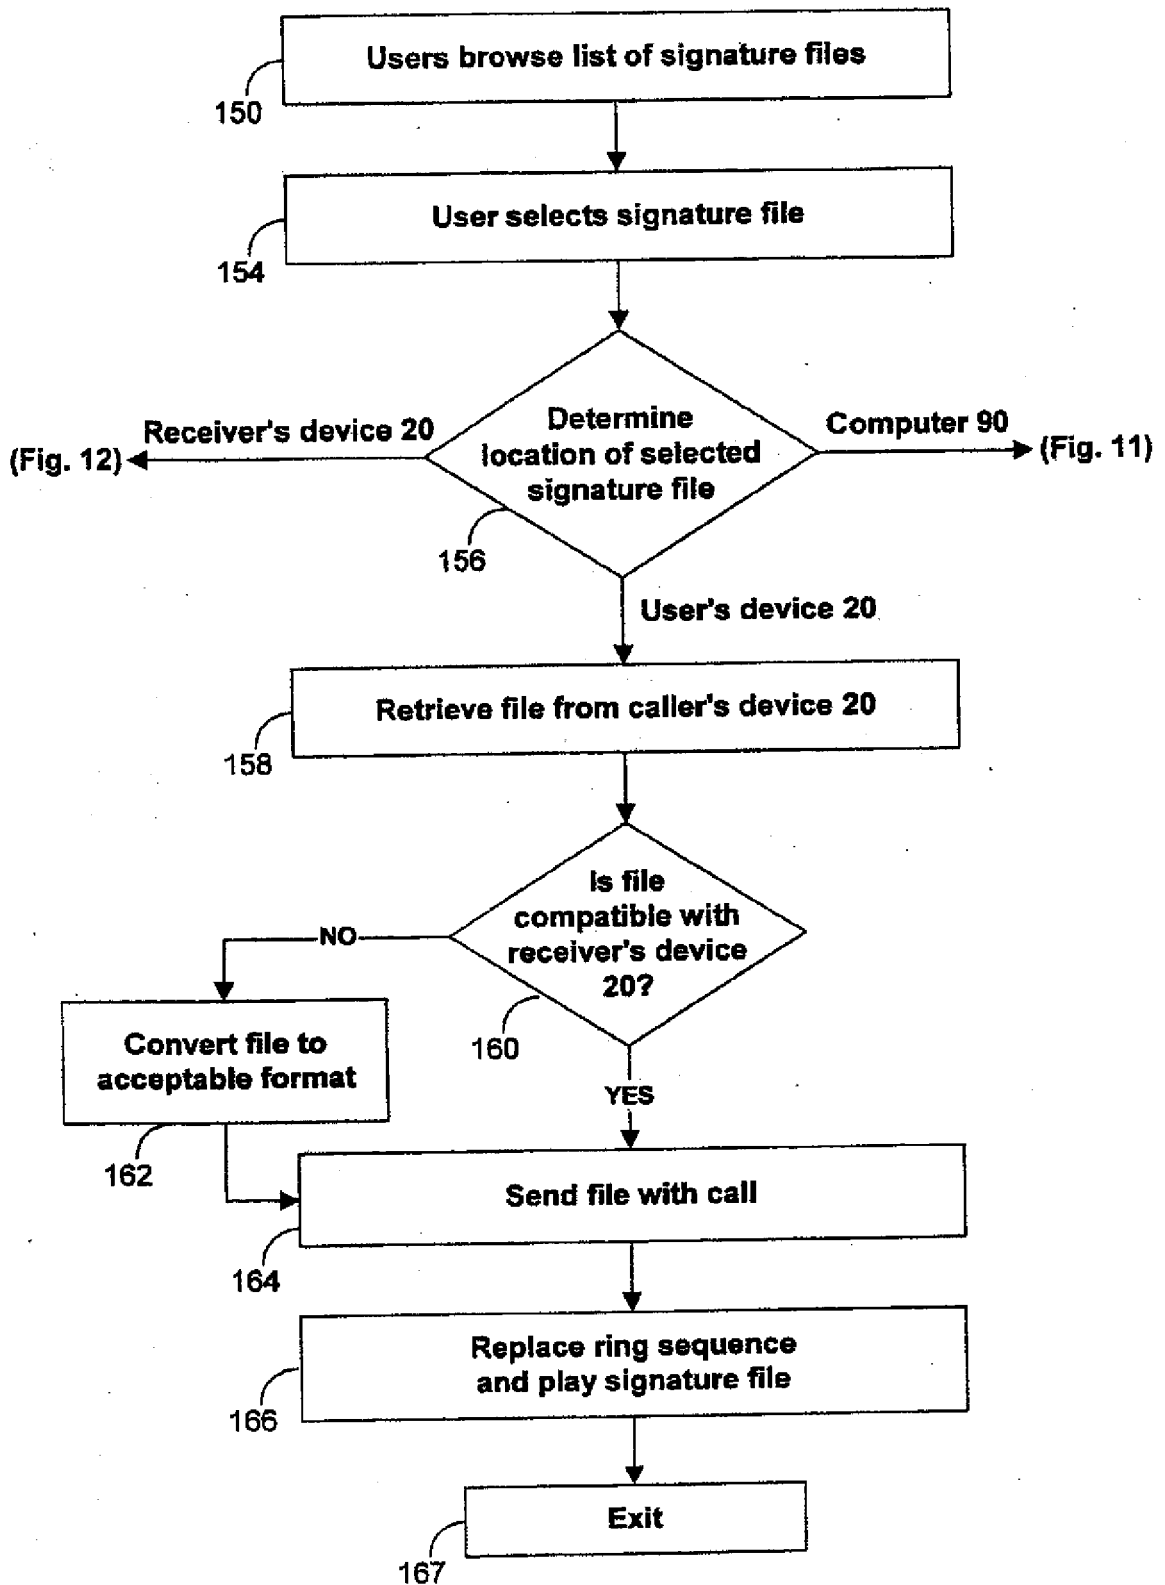 Users browse list of signature files
150
User selects signature file
154
Determine
location of selected
signature file
Receiver's device 20
(Fig. 12)
Computer 90
(Fig. 11)
156
User's device 20
Retrieve file from caller's device 20
158
Is file
compatible with
receiver's device
20?
NO
160
Convert file to
acceptable format
YES
162
Send file with call
164
Replace ring sequence
and play signature file
166
Exit
167